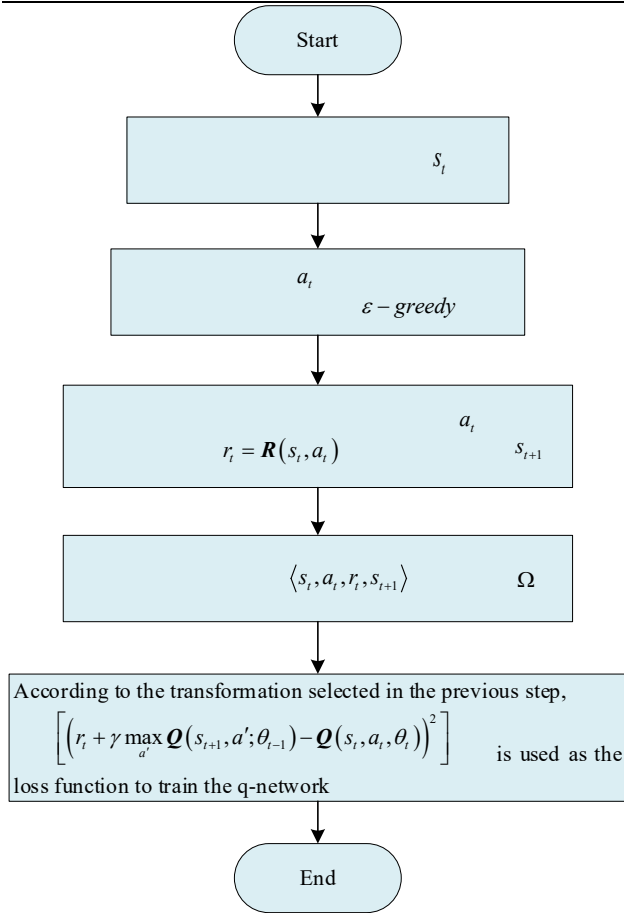 Start
s_t
a_t
ε − greedy
a_t
r_t = R(s_t, a_t) s_{t+1}
⟨s_t, a_t, r_t, s_{t+1}⟩ Ω
According to the transformation selected in the previous step,
[(r_t + γ max_{a′} Q(s_{t+1}, a′; θ_{t−1}) − Q(s_t, a_t, θ_t))^2]
is used as the
loss function to train the q-network
End